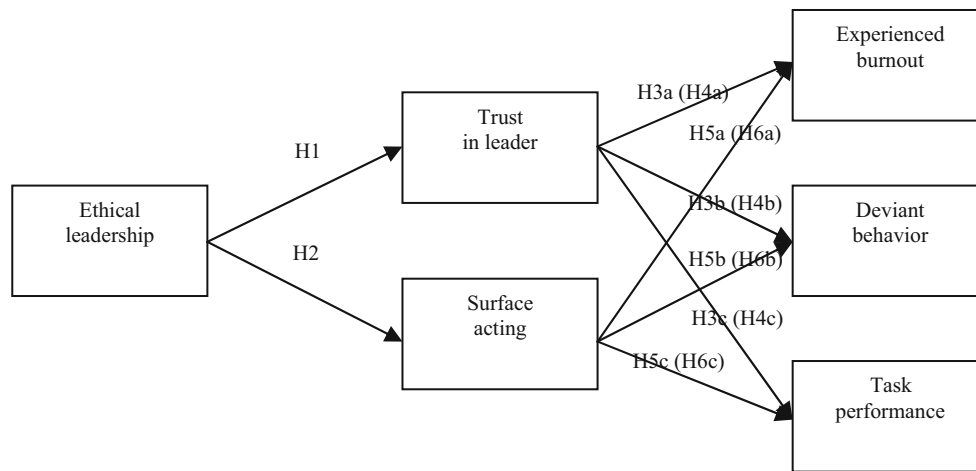 Experienced
burnout
H3a (H4a)
Trust
in leader
H5a (H6a)
H1
Ethical
leadership
H3b (H4b)
Deviant
behavior
H2
H5b (H6b)
Surface
acting
H3c (H4c)
H5c (H6c)
Task
performance